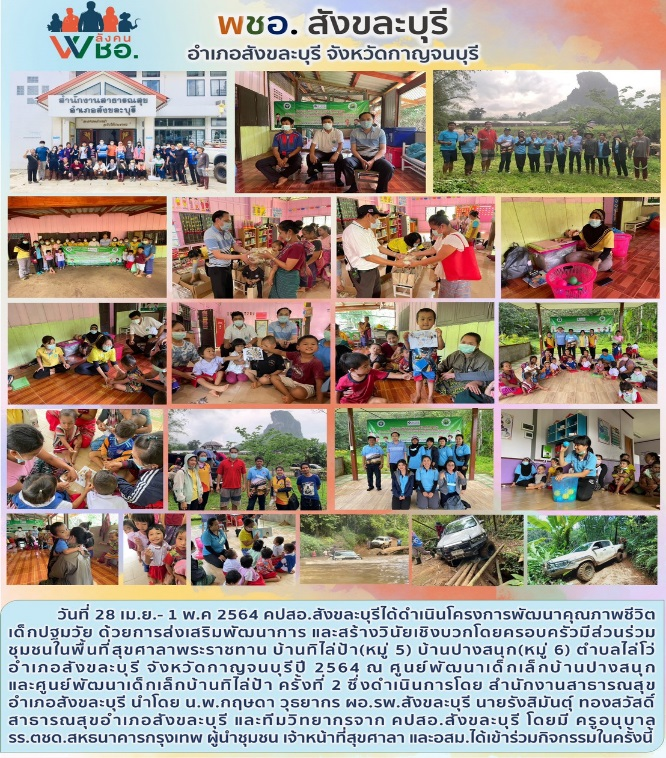 สังคน
พชอ.
พชอ. สังขละบุรี
อำเภอสังขละบุรี จังหวัดกาญจนบุรี
สำนักงานสาธารณสุข
อำเภอสังขละบุรี
วันที่ 28 เม.ย.- 1 พ.ค 2564 คปสอ.สังขละบุรีได้ดำเนินโครงการพัฒนาคุณภาพชีวิต
เด็กปฐมวัย ด้วยการส่งเสริมพัฒนาการ และสร้างวินัยเชิงบวกโดยครอบครัวมีส่วนร่วม
ชุมชนในพื้นที่สุขศาลาพระราชทาน บ้านทิไล่ป้า(หมู่ 5) บ้านปางสนุก(หมู่ 6) ตำบลไล่โว่
อำเภอสังขละบุรี จังหวัดกาญจนบุรีปี 2564 ณ ศูนย์พัฒนาเด็กเล็กบ้านปางสนุก
และศูนย์พัฒนาเด็กเล็กบ้านทิไล่ป้า ครั้งที่ 2 ซึ่งดำเนินการโดย สำนักงานสาธารณสุข
อำเภอสังขละบุรี นำโดย น.พ.กฤษดา วุธยากร ผอ.รพ.สังขละบุรี นายรังสิมันตุ์ ทองสวัสดิ์
สาธารณสุขอำเภอสังขละบุรี และทีมวิทยากรจาก คปสอ.สังขละบุรี โดยมี ครูอนุบาล
รร.ตชด.สหธนาคารกรุงเทพ ผู้นำชุมชน เจ้าหน้าที่สุขศาลา และอสม.ได้เข้าร่วมกิจกรรมในครั้งนี้